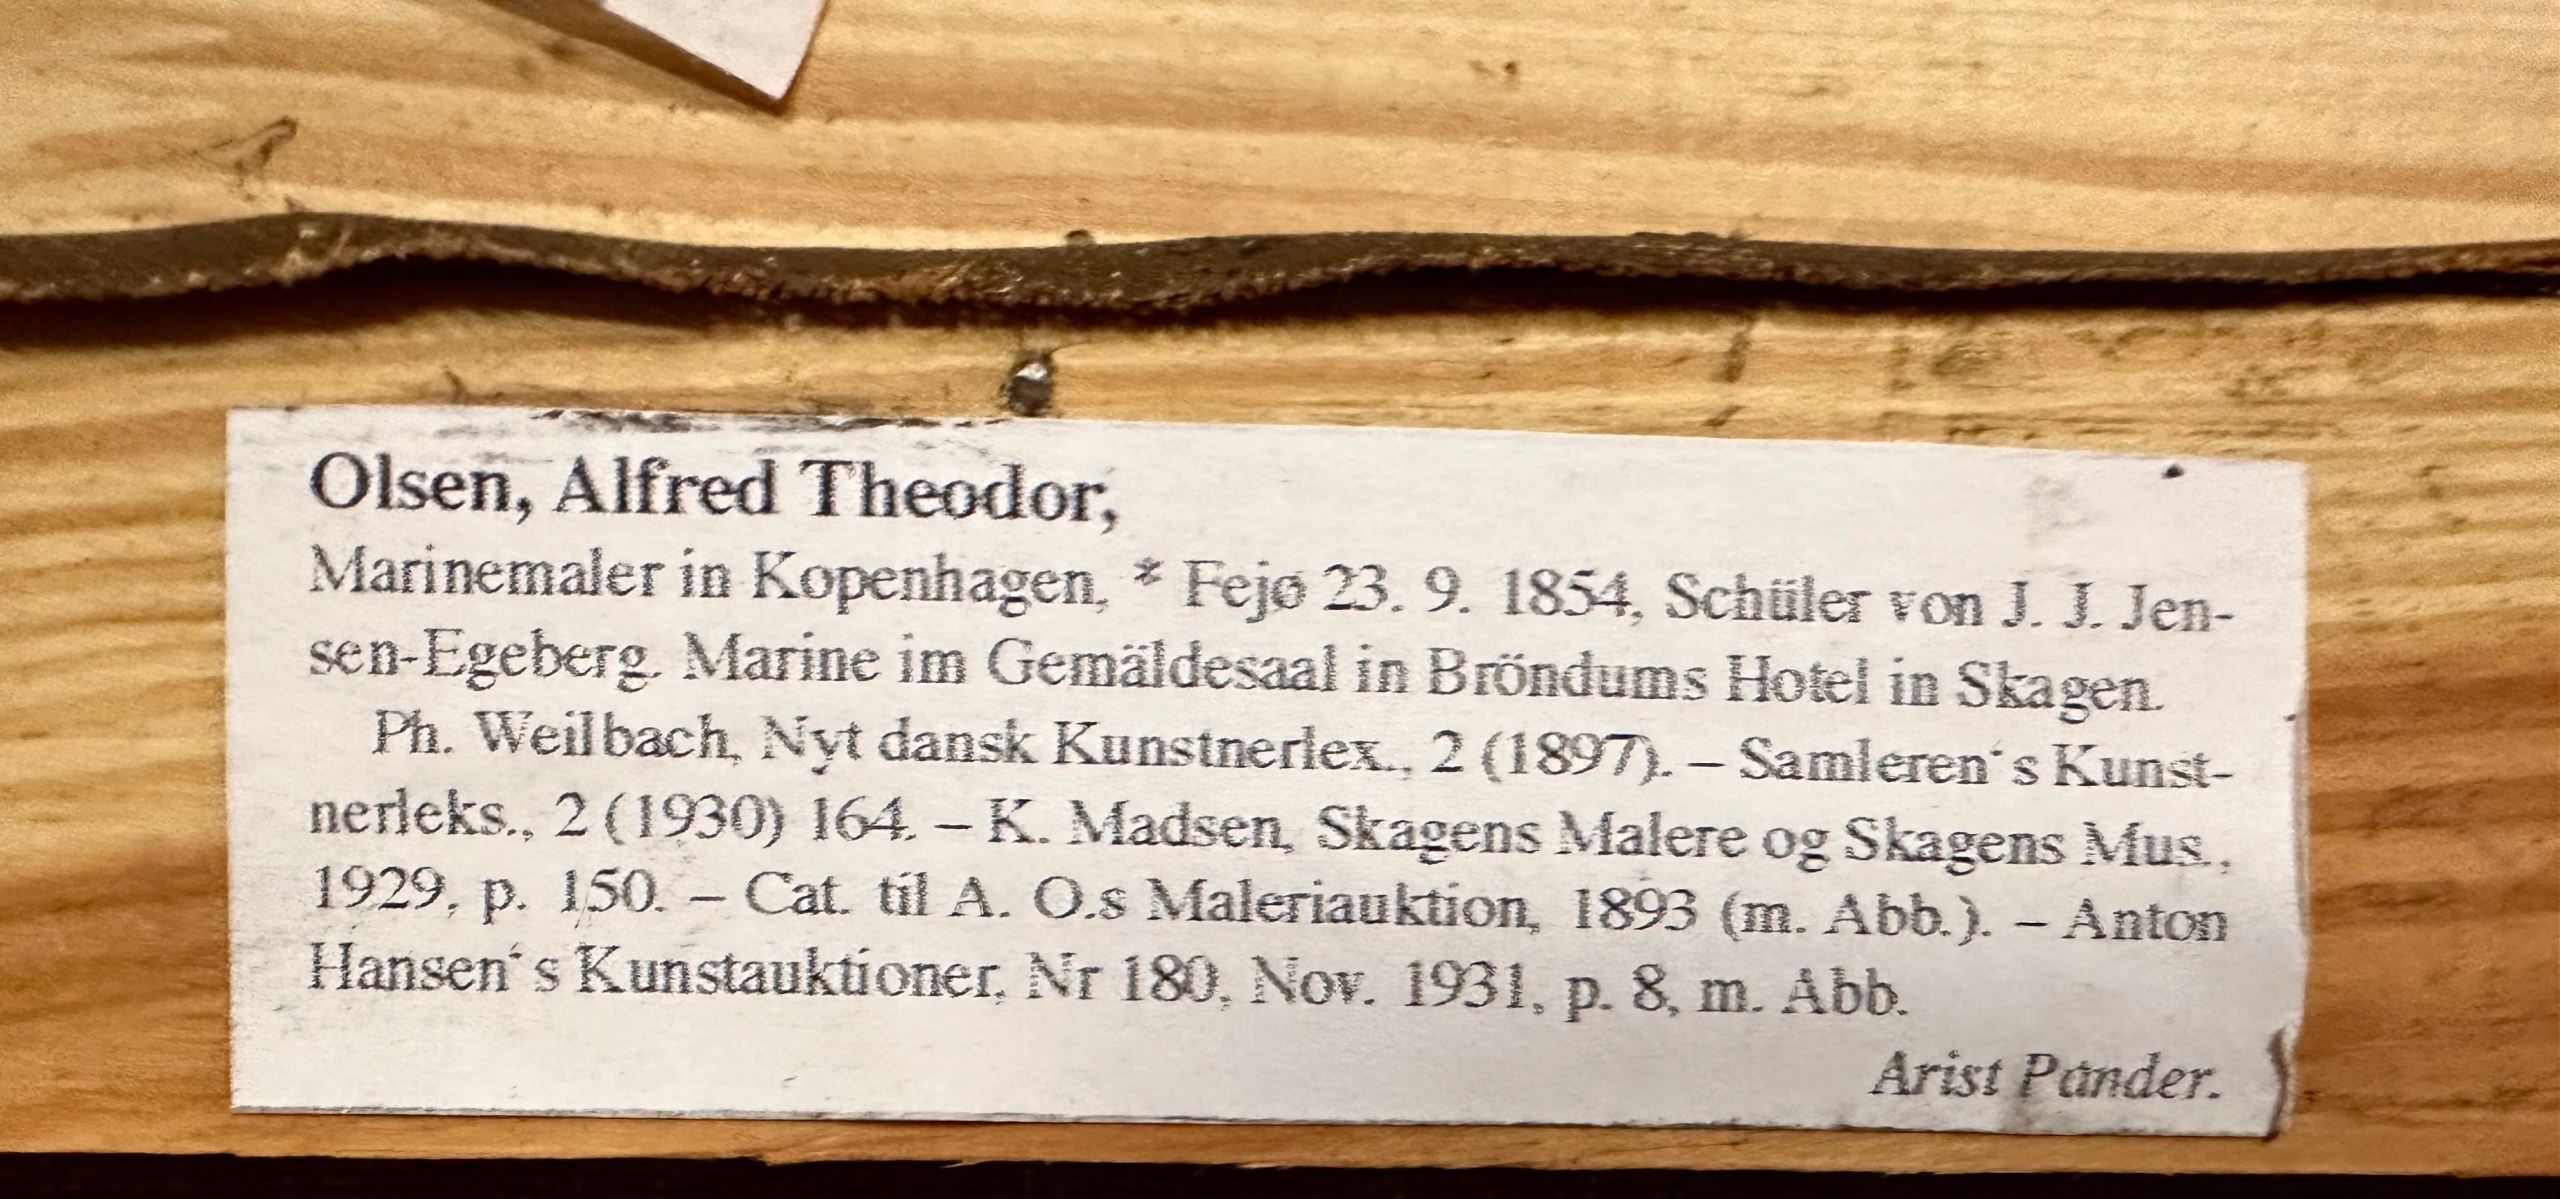 Olsen, Alfred Theodor,
Marinemaler in Kopenhagen, * Fejø 23. 9. 1854, Schüler von J. J. Jen-
sen-Egeberg. Marine im Gemäldesaal in Bröndums Hotel in Skagen.
Ph. Weilbach, Nyt dansk Kunstnerlex., 2 (1897). – Samleren‘s Kunst-
nerleks., 2 (1930) 164. – K. Madsen, Skagens Malere og Skagens Mus.,
1929, p. 150. – Cat. til A. O.s Maleriauktion, 1893 (m. Abb.). – Anton
Hansen‘s Kunstauktioner, Nr 180, Nov. 1931, p. 8, m. Abb.
Arist Pander.